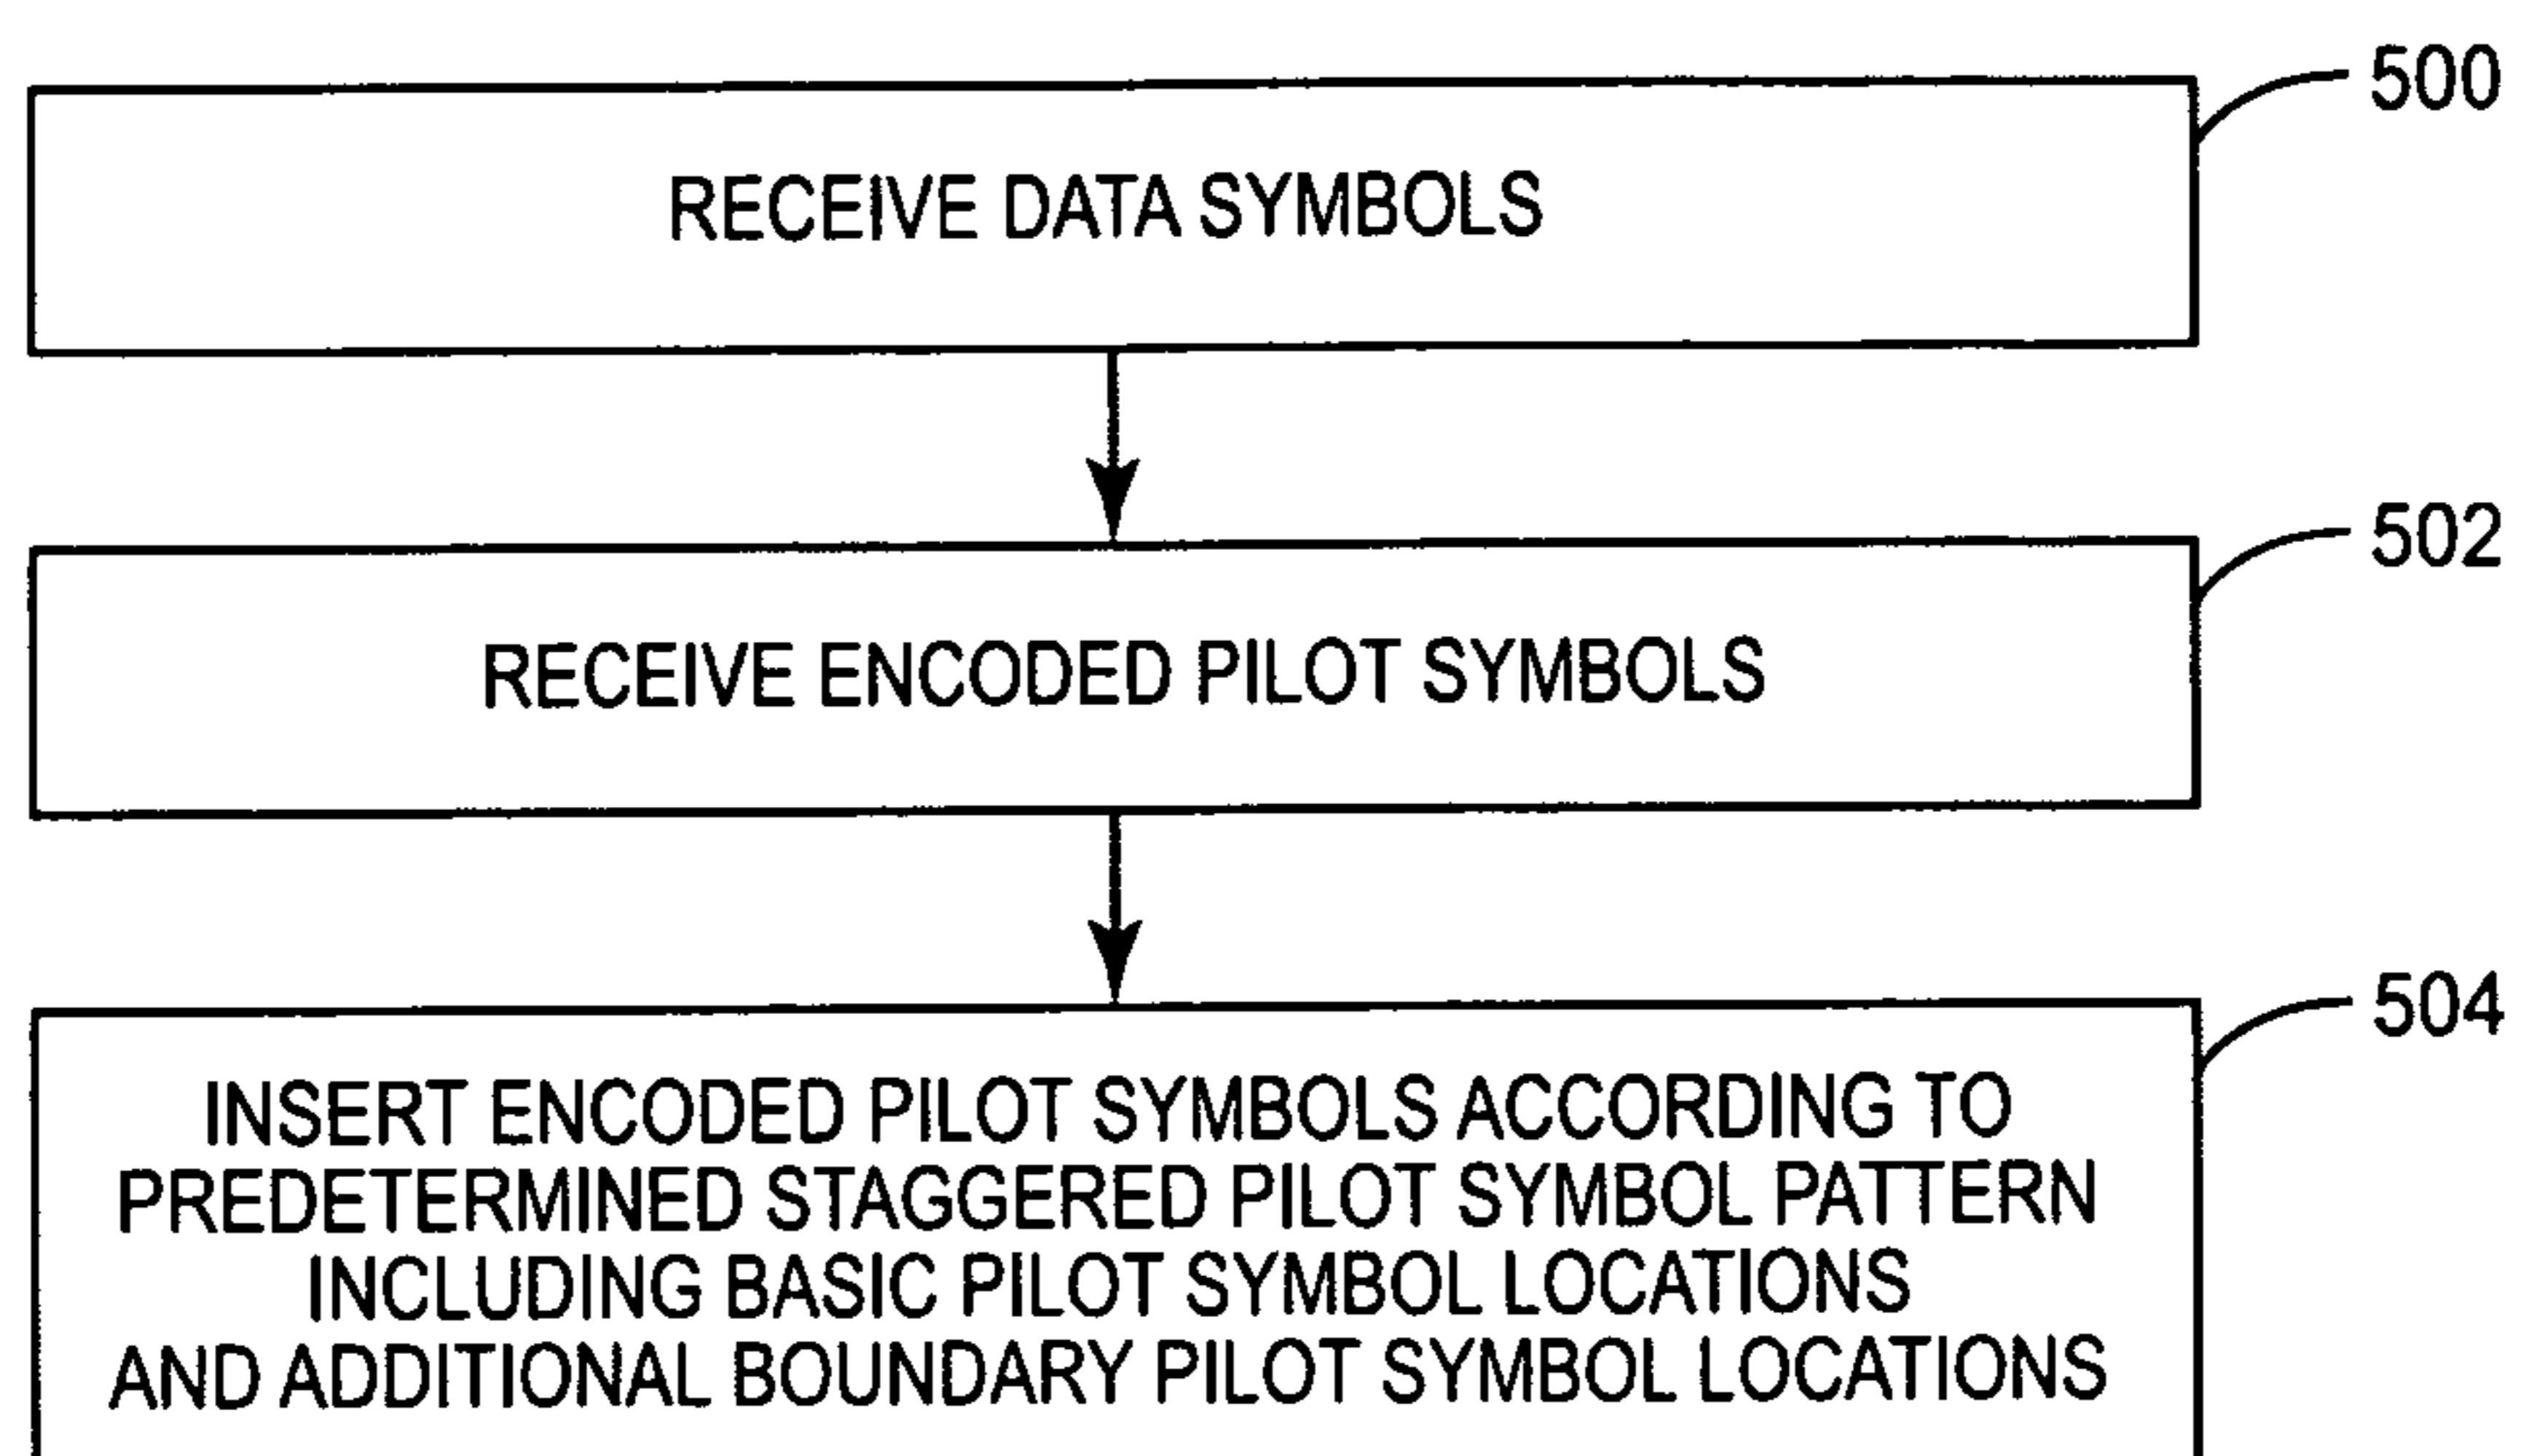 500
RECEIVE DATA SYMBOLS
502
RECEIVE ENCODED PILOT SYMBOLS
504
INSERT ENCODED PILOT SYMBOLS ACCORDING TO
PREDETERMINED STAGGERED PILOT SYMBOL PATTERN
INCLUDING BASIC PILOT SYMBOL LOCATIONS
AND ADDITIONAL BOUNDARY PILOT SYMBOL LOCATIONS